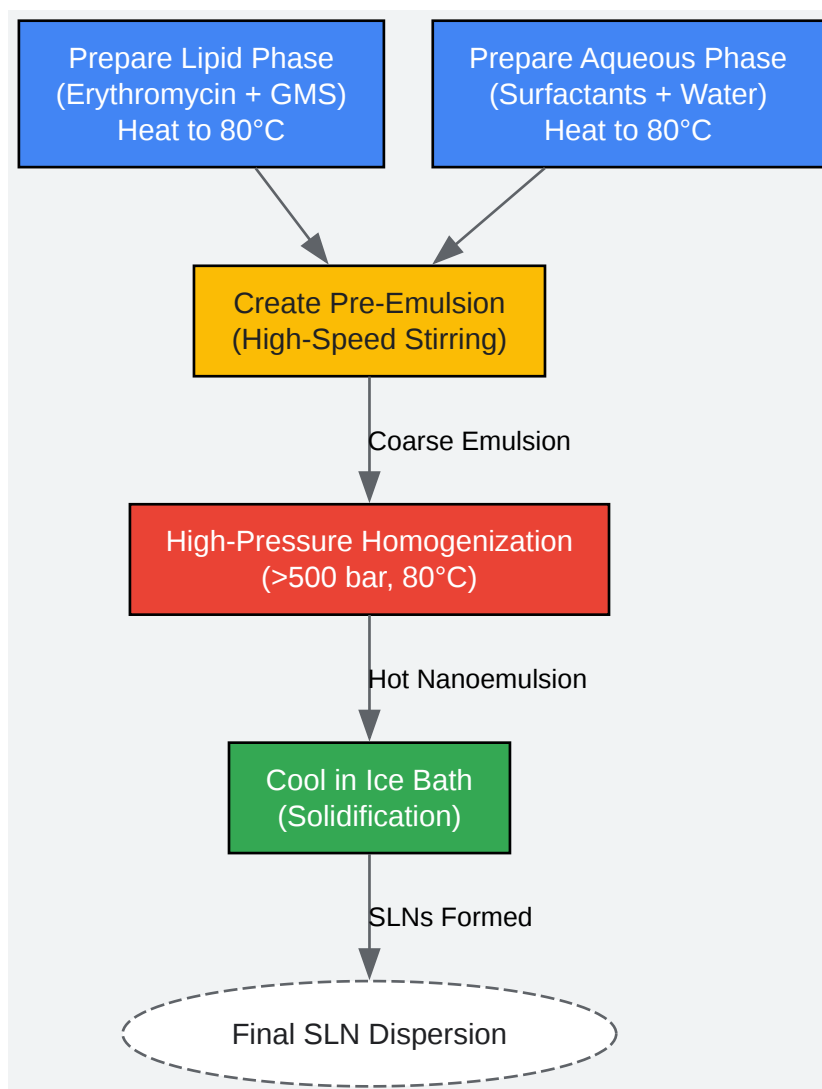 Prepare Lipid Phase
(Erythromycin + GMS)
Heat to 80°C
Prepare Aqueous Phase
(Surfactants + Water)
Heat to 80°C
Create Pre-Emulsion
(High-Speed Stirring)
Coarse Emulsion
High-Pressure Homogenization
(>500 bar, 80°C)
Hot Nanoemulsion
Cool in Ice Bath
(Solidification)
SLNs Formed
Final SLN Dispersion